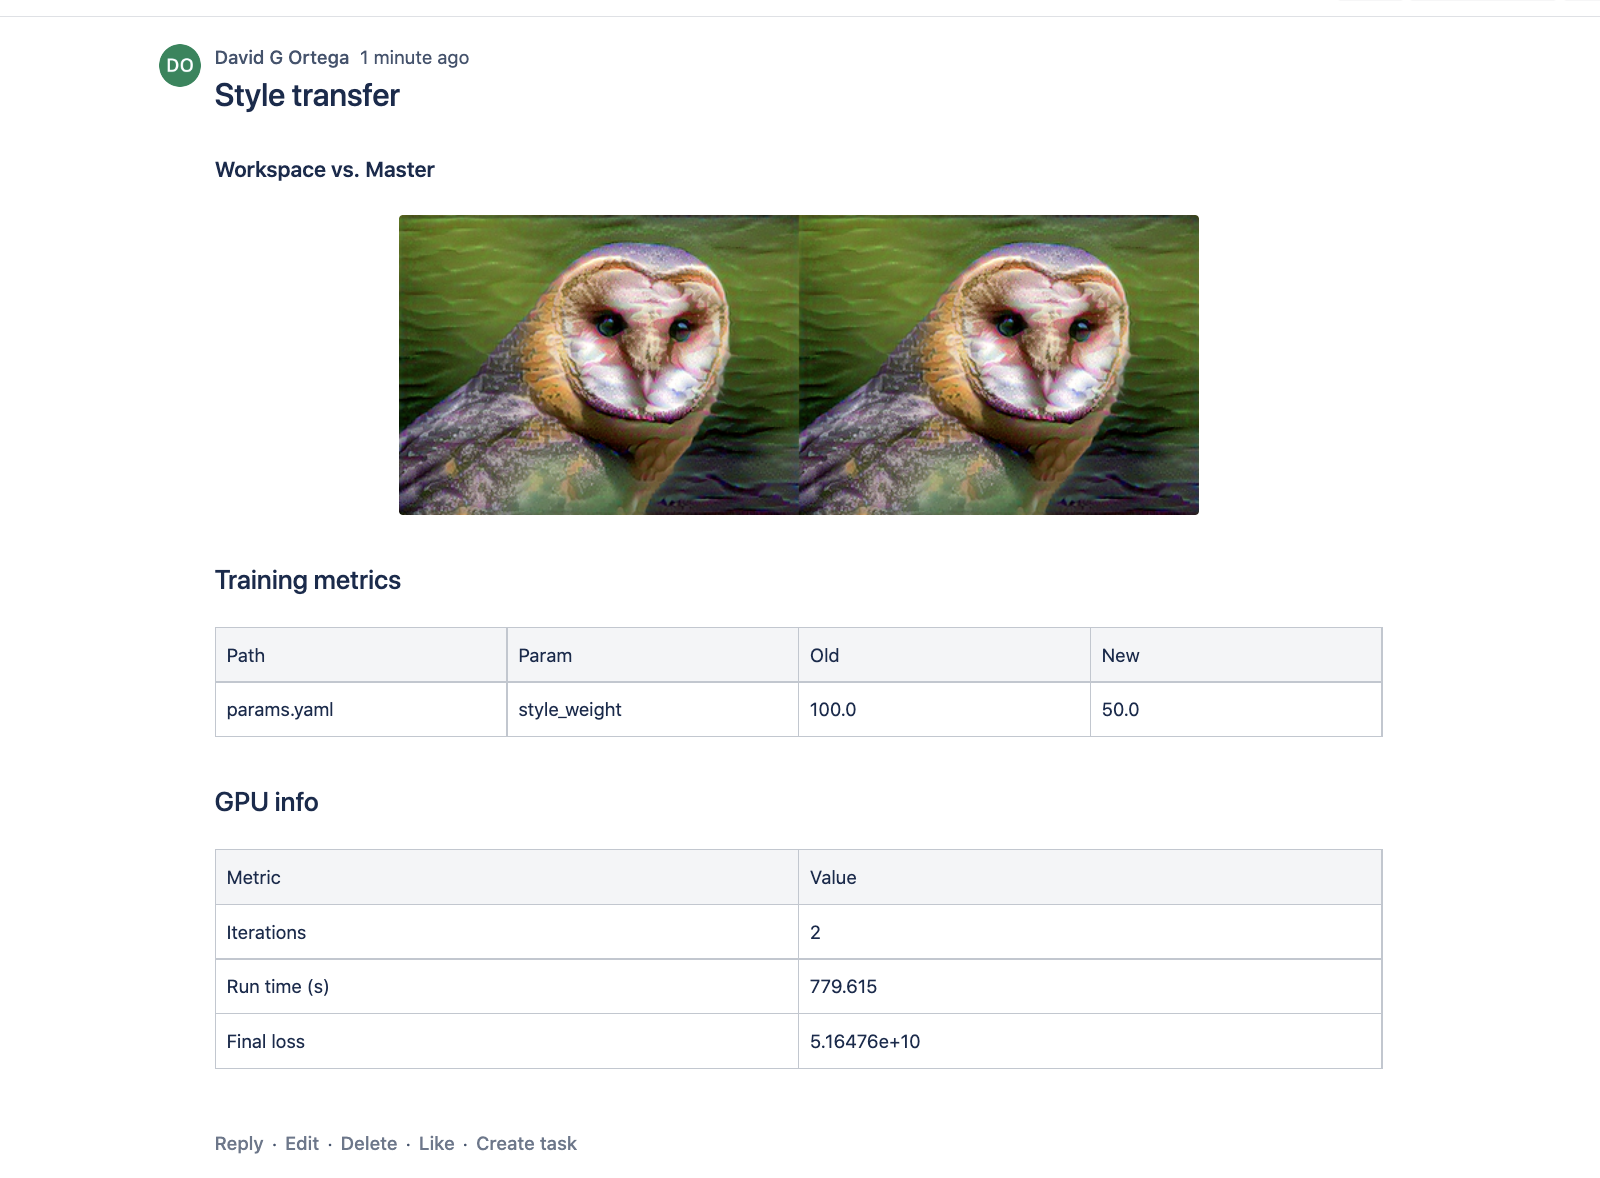 DO
David G Ortega 1 minute ago
Style transfer
Workspace vs. Master
Training metrics
Path Param Old New
params.yaml style_weight 100.0 50.0
GPU info
Metric Value
Iterations 2
Run time (s) 779.615
Final loss 5.16476e+10
Reply · Edit · Delete · Like · Create task